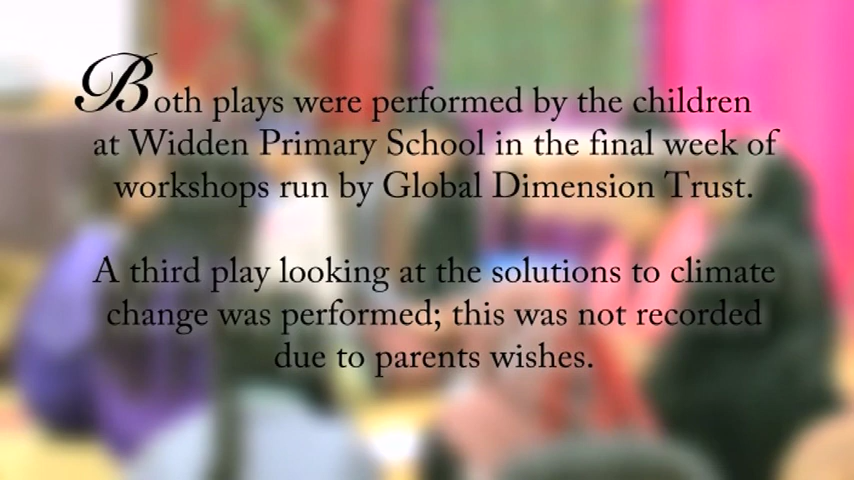 Both plays were performed by the children
at Widden Primary School in the final week of
workshops run by Global Dimension Trust.
A third play looking at the solutions to climate
change was performed; this was not recorded
due to parents wishes.